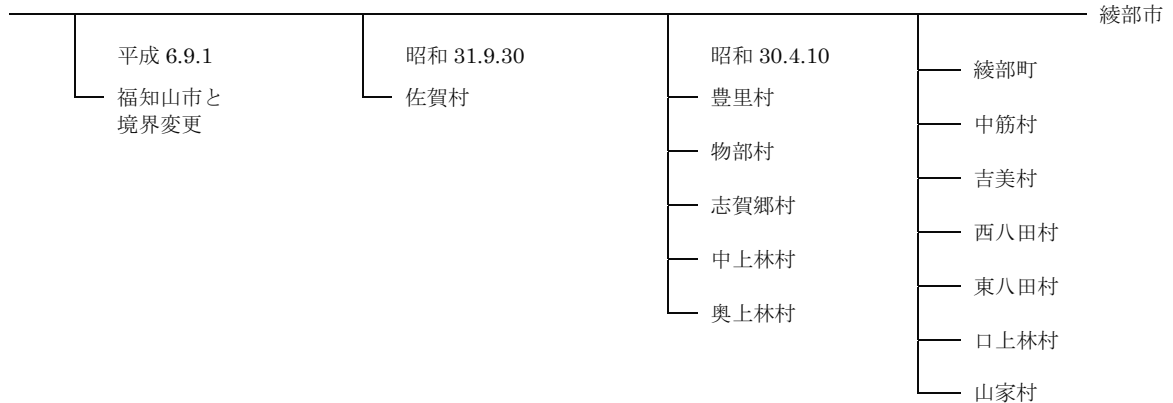 綾部市
平成 6.9.1
福知山市と
境界変更
昭和 31.9.30
佐賀村
昭和 30.4.10
豊里村
物部村
志賀郷村
中上林村
奥上林村
綾部町
中筋村
吉美村
西八田村
東八田村
口上林村
山家村